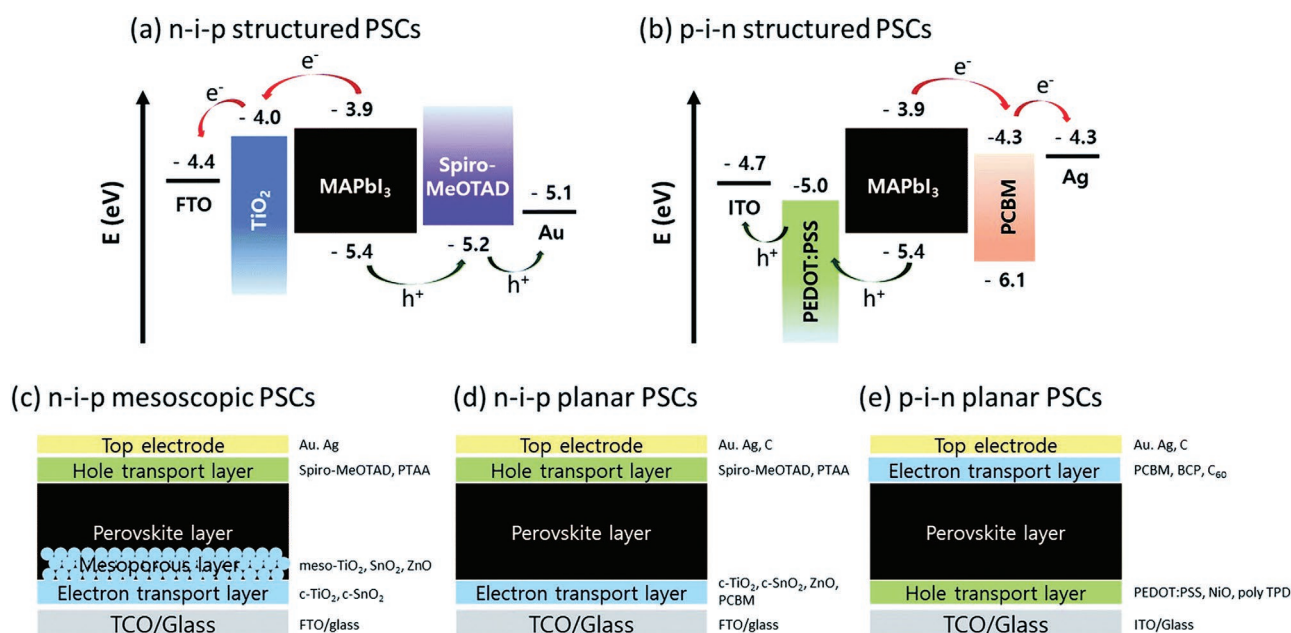 (a) n-i-p structured PSCs
E (eV)
e⁻
e⁻
- 4.4
FTO
- 4.0
TiO₂
- 3.9
MAPbI₃
- 5.4
Spiro-
MeOTAD
- 5.2
- 5.1
Au
h⁺
h⁺
(b) p-i-n structured PSCs
E (eV)
e⁻
e⁻
- 4.7
ITO
-5.0
PEDOT:PSS
- 3.9
MAPbI₃
- 5.4
-4.3
PCBM
- 6.1
- 4.3
Ag
h⁺
h⁺
(c) n-i-p mesoscopic PSCs
Top electrode
Au. Ag
Hole transport layer
Spiro-MeOTAD, PTAA
Perovskite layer
Mesoporous layer
meso-TiO₂, SnO₂, ZnO
Electron transport layer
c-TiO₂, c-SnO₂
TCO/Glass
FTO/glass
(d) n-i-p planar PSCs
Top electrode
Au. Ag, C
Hole transport layer
Spiro-MeOTAD, PTAA
Perovskite layer
Electron transport layer
c-TiO₂, c-SnO₂, ZnO,
PCBM
TCO/Glass
FTO/glass
(e) p-i-n planar PSCs
Top electrode
Au. Ag, C
Electron transport layer
PCBM, BCP, C₆₀
Perovskite layer
Hole transport layer
PEDOT:PSS, NiO, poly TPD
TCO/Glass
ITO/Glass